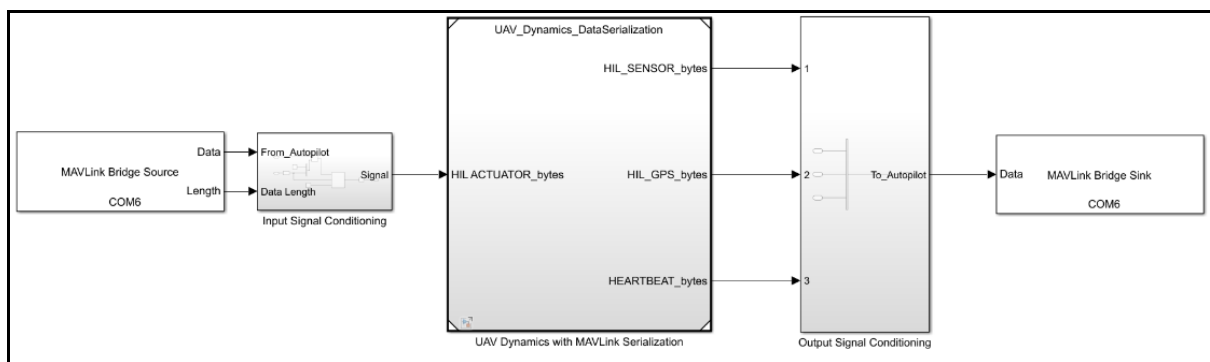 MAVLink Bridge Source
Data
Length
COM6
From_Autopilot
Data Length
Signal
Input Signal Conditioning
UAV_Dynamics_DataSerialization
HIL ACTUATOR_bytes
HIL_SENSOR_bytes
HIL_GPS_bytes
HEARTBEAT_bytes
UAV Dynamics with MAVLink Serialization
1
2
3
To_Autopilot
Output Signal Conditioning
Data
MAVLink Bridge Sink
COM6